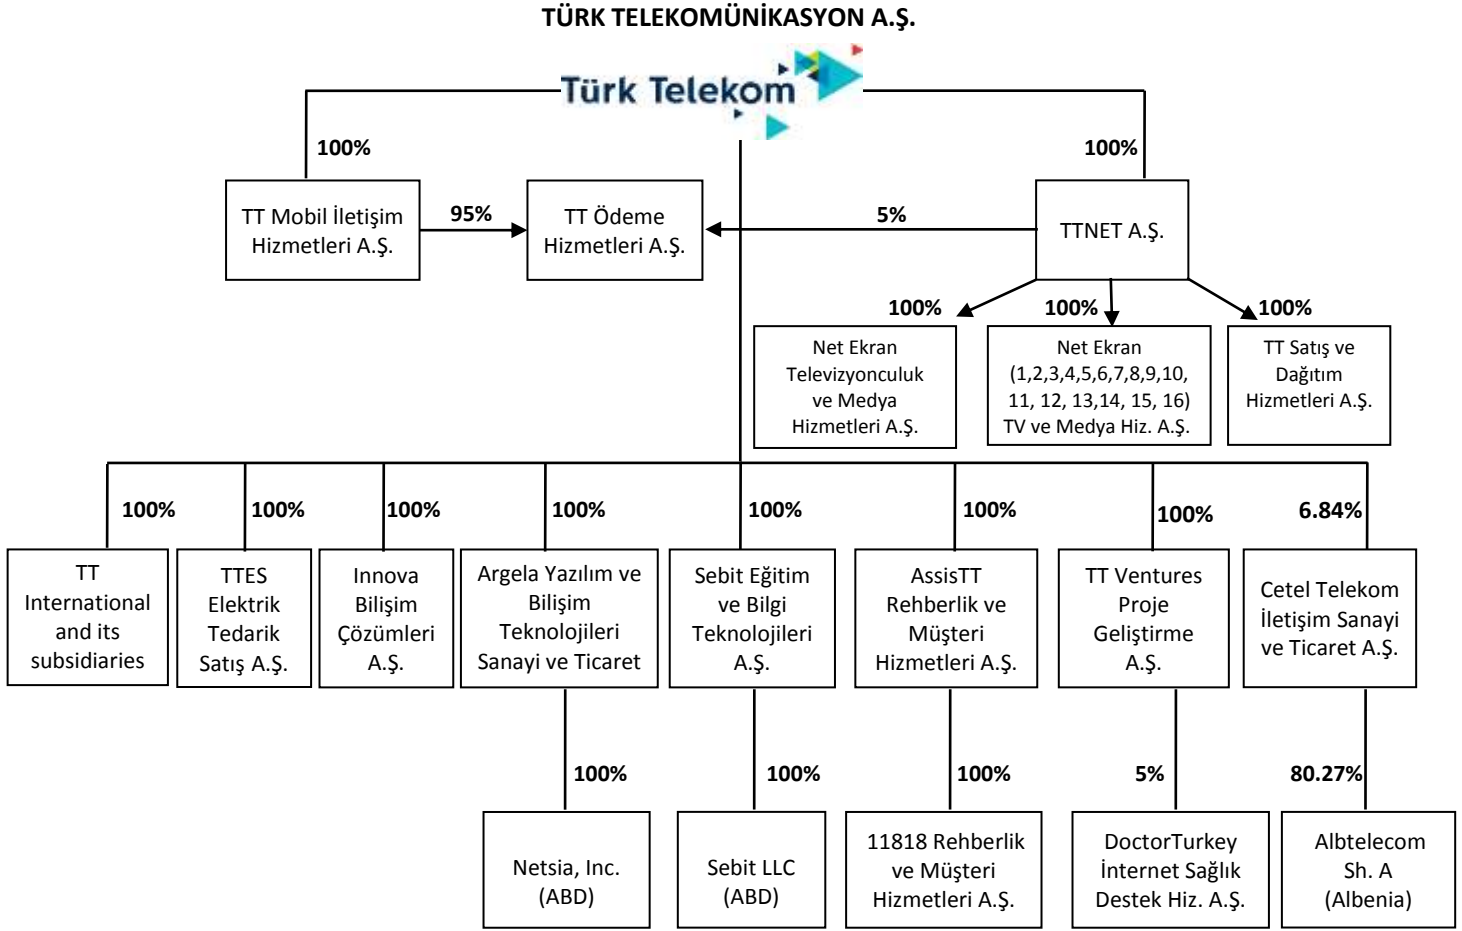 TÜRK TELEKOMÜNİKASYON A.Ş.
Türk Telekom
100%
100%
TT Mobil İletişim
Hizmetleri A.Ş.
95%
TT Ödeme
Hizmetleri A.Ş.
5%
TTNET A.Ş.
100%
100%
100%
Net Ekran
Televizyonculuk
ve Medya
Hizmetleri A.Ş.
Net Ekran
(1,2,3,4,5,6,7,8,9,10,
11, 12, 13,14, 15, 16)
TV ve Medya Hiz. A.Ş.
TT Satış ve
Dağıtım
Hizmetleri A.Ş.
100%
100%
100%
100%
100%
100%
100%
6.84%
TT
International
and its
subsidiaries
TTES
Elektrik
Tedarik
Satış A.Ş.
Innova
Bilişim
Çözümleri
A.Ş.
Argela Yazılım ve
Bilişim
Teknolojileri
Sanayi ve Ticaret
Sebit Eğitim
ve Bilgi
Teknolojileri
A.Ş.
AssisTT
Rehberlik ve
Müşteri
Hizmetleri A.Ş.
TT Ventures
Proje
Geliştirme
A.Ş.
Cetel Telekom
İletişim Sanayi
ve Ticaret A.Ş.
100%
100%
100%
5%
80.27%
Netsia, Inc.
(ABD)
Sebit LLC
(ABD)
11818 Rehberlik
ve Müşteri
Hizmetleri A.Ş.
DoctorTurkey
İnternet Sağlık
Destek Hiz. A.Ş.
Albtelecom
Sh. A
(Albenia)